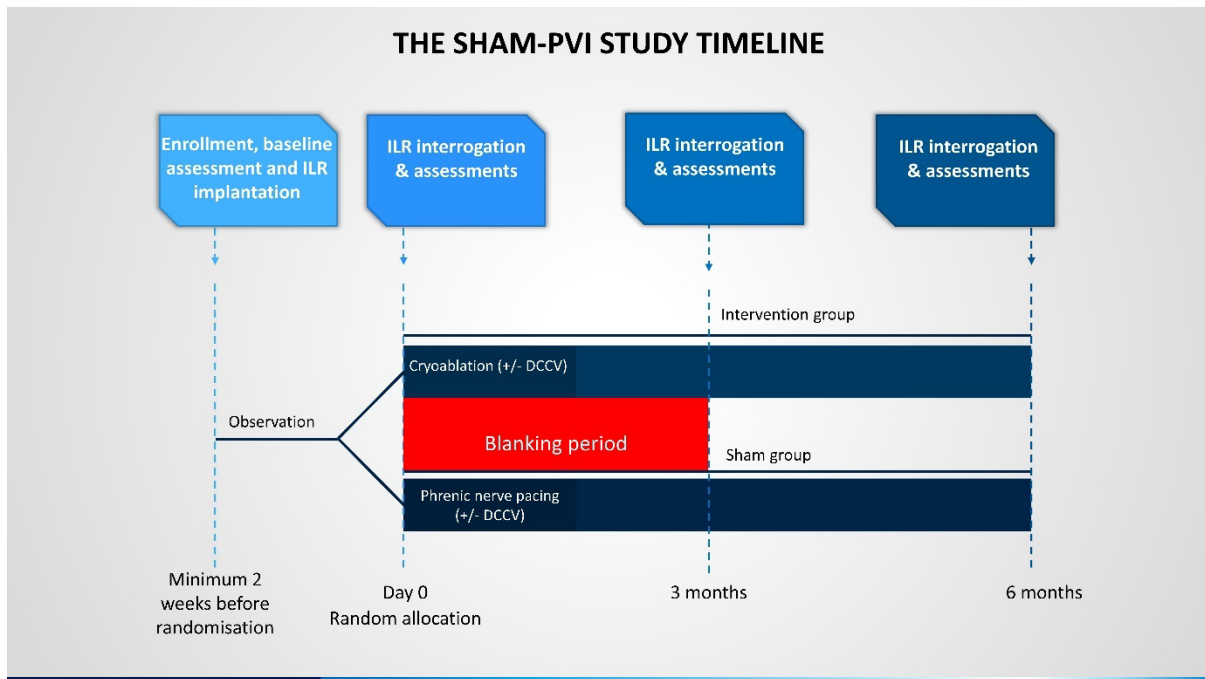 THE SHAM-PVI STUDY TIMELINE
Enrollment, baseline
assessment and ILR
implantation
ILR interrogation
& assessments
ILR interrogation
& assessments
ILR interrogation
& assessments
Intervention group
Cryoablation (+/- DCCV)
Observation
Blanking period
Sham group
Phrenic nerve pacing
(+/- DCCV)
Minimum 2
weeks before
randomisation
Day 0
Random allocation
3 months
6 months